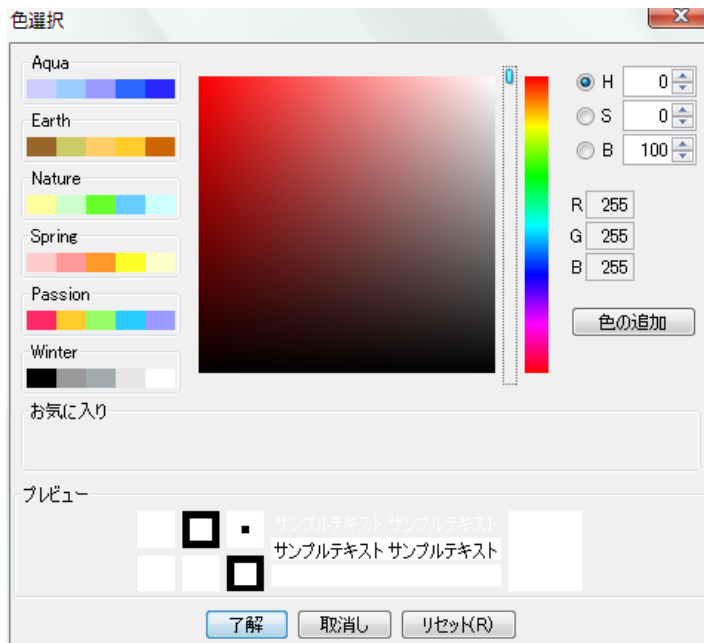 色選択
Aqua
Earth
Nature
Spring
Passion
Winter
H 0
S 0
B 100
R 255
G 255
B 255
色の追加
お気に入り
プレビュー
サンプルテキスト サンプルテキスト
サンプルテキスト サンプルテキスト
了解 取消し リセット(R)